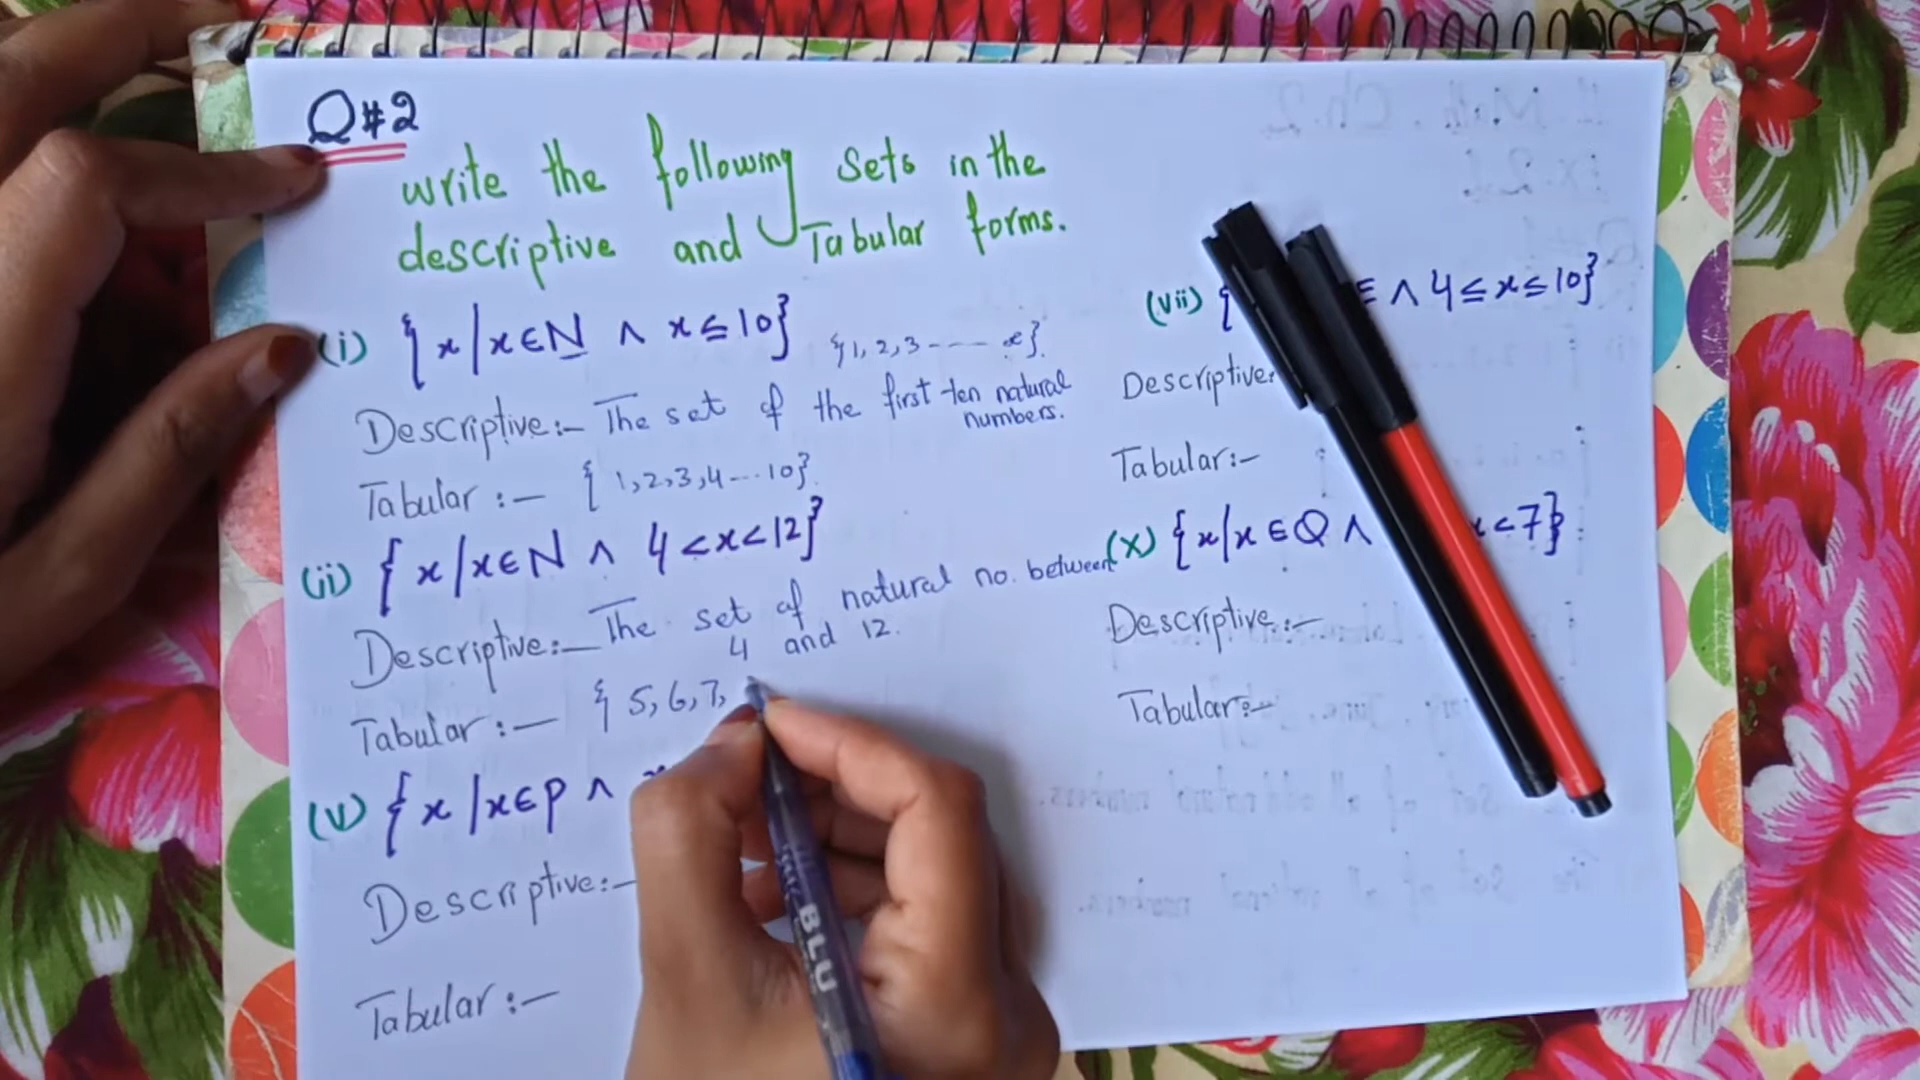 Q#2
write the following sets in the
descriptive and Tabular forms.
(i) {x/x∈N ∧ x≤10} {1,2,3----∞}.
Descriptive:- The set of the first ten natural
numbers.
Tabular:- {1,2,3,4---10}.
(ii) {x/x∈N ∧ 4<x<12}
Descriptive:- The set of natural no. between
4 and 12.
Tabular:- {5,6,7,
(v) {x/x∈P ∧
Descriptive:-
Tabular:-
(vii) { ∈ ∧ 4≤x≤10}
Descriptive:
Tabular:-
(x) {x/x∈Q ∧ x<7}
Descriptive:-
Tabular:-
BLU